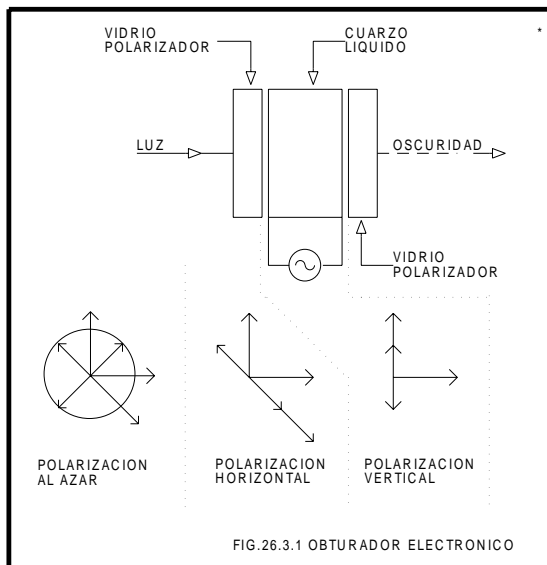 VIDRIO
POLARIZADOR
CUARZO
LIQUIDO
*
LUZ
OSCURIDAD
VIDRIO
POLARIZADOR
POLARIZACION
AL AZAR
POLARIZACION
HORIZONTAL
POLARIZACION
VERTICAL
FIG.26.3.1 OBTURADOR ELECTRONICO